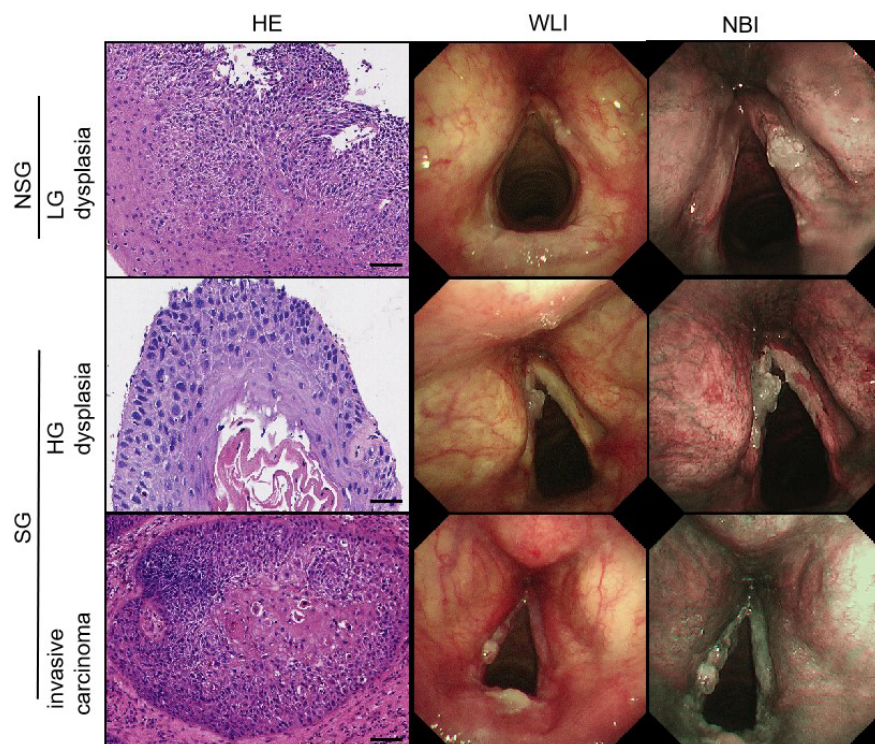 HE
WLI
NBI
NSG
LG
dysplasia
SG
HG
dysplasia
invasive
carcinoma